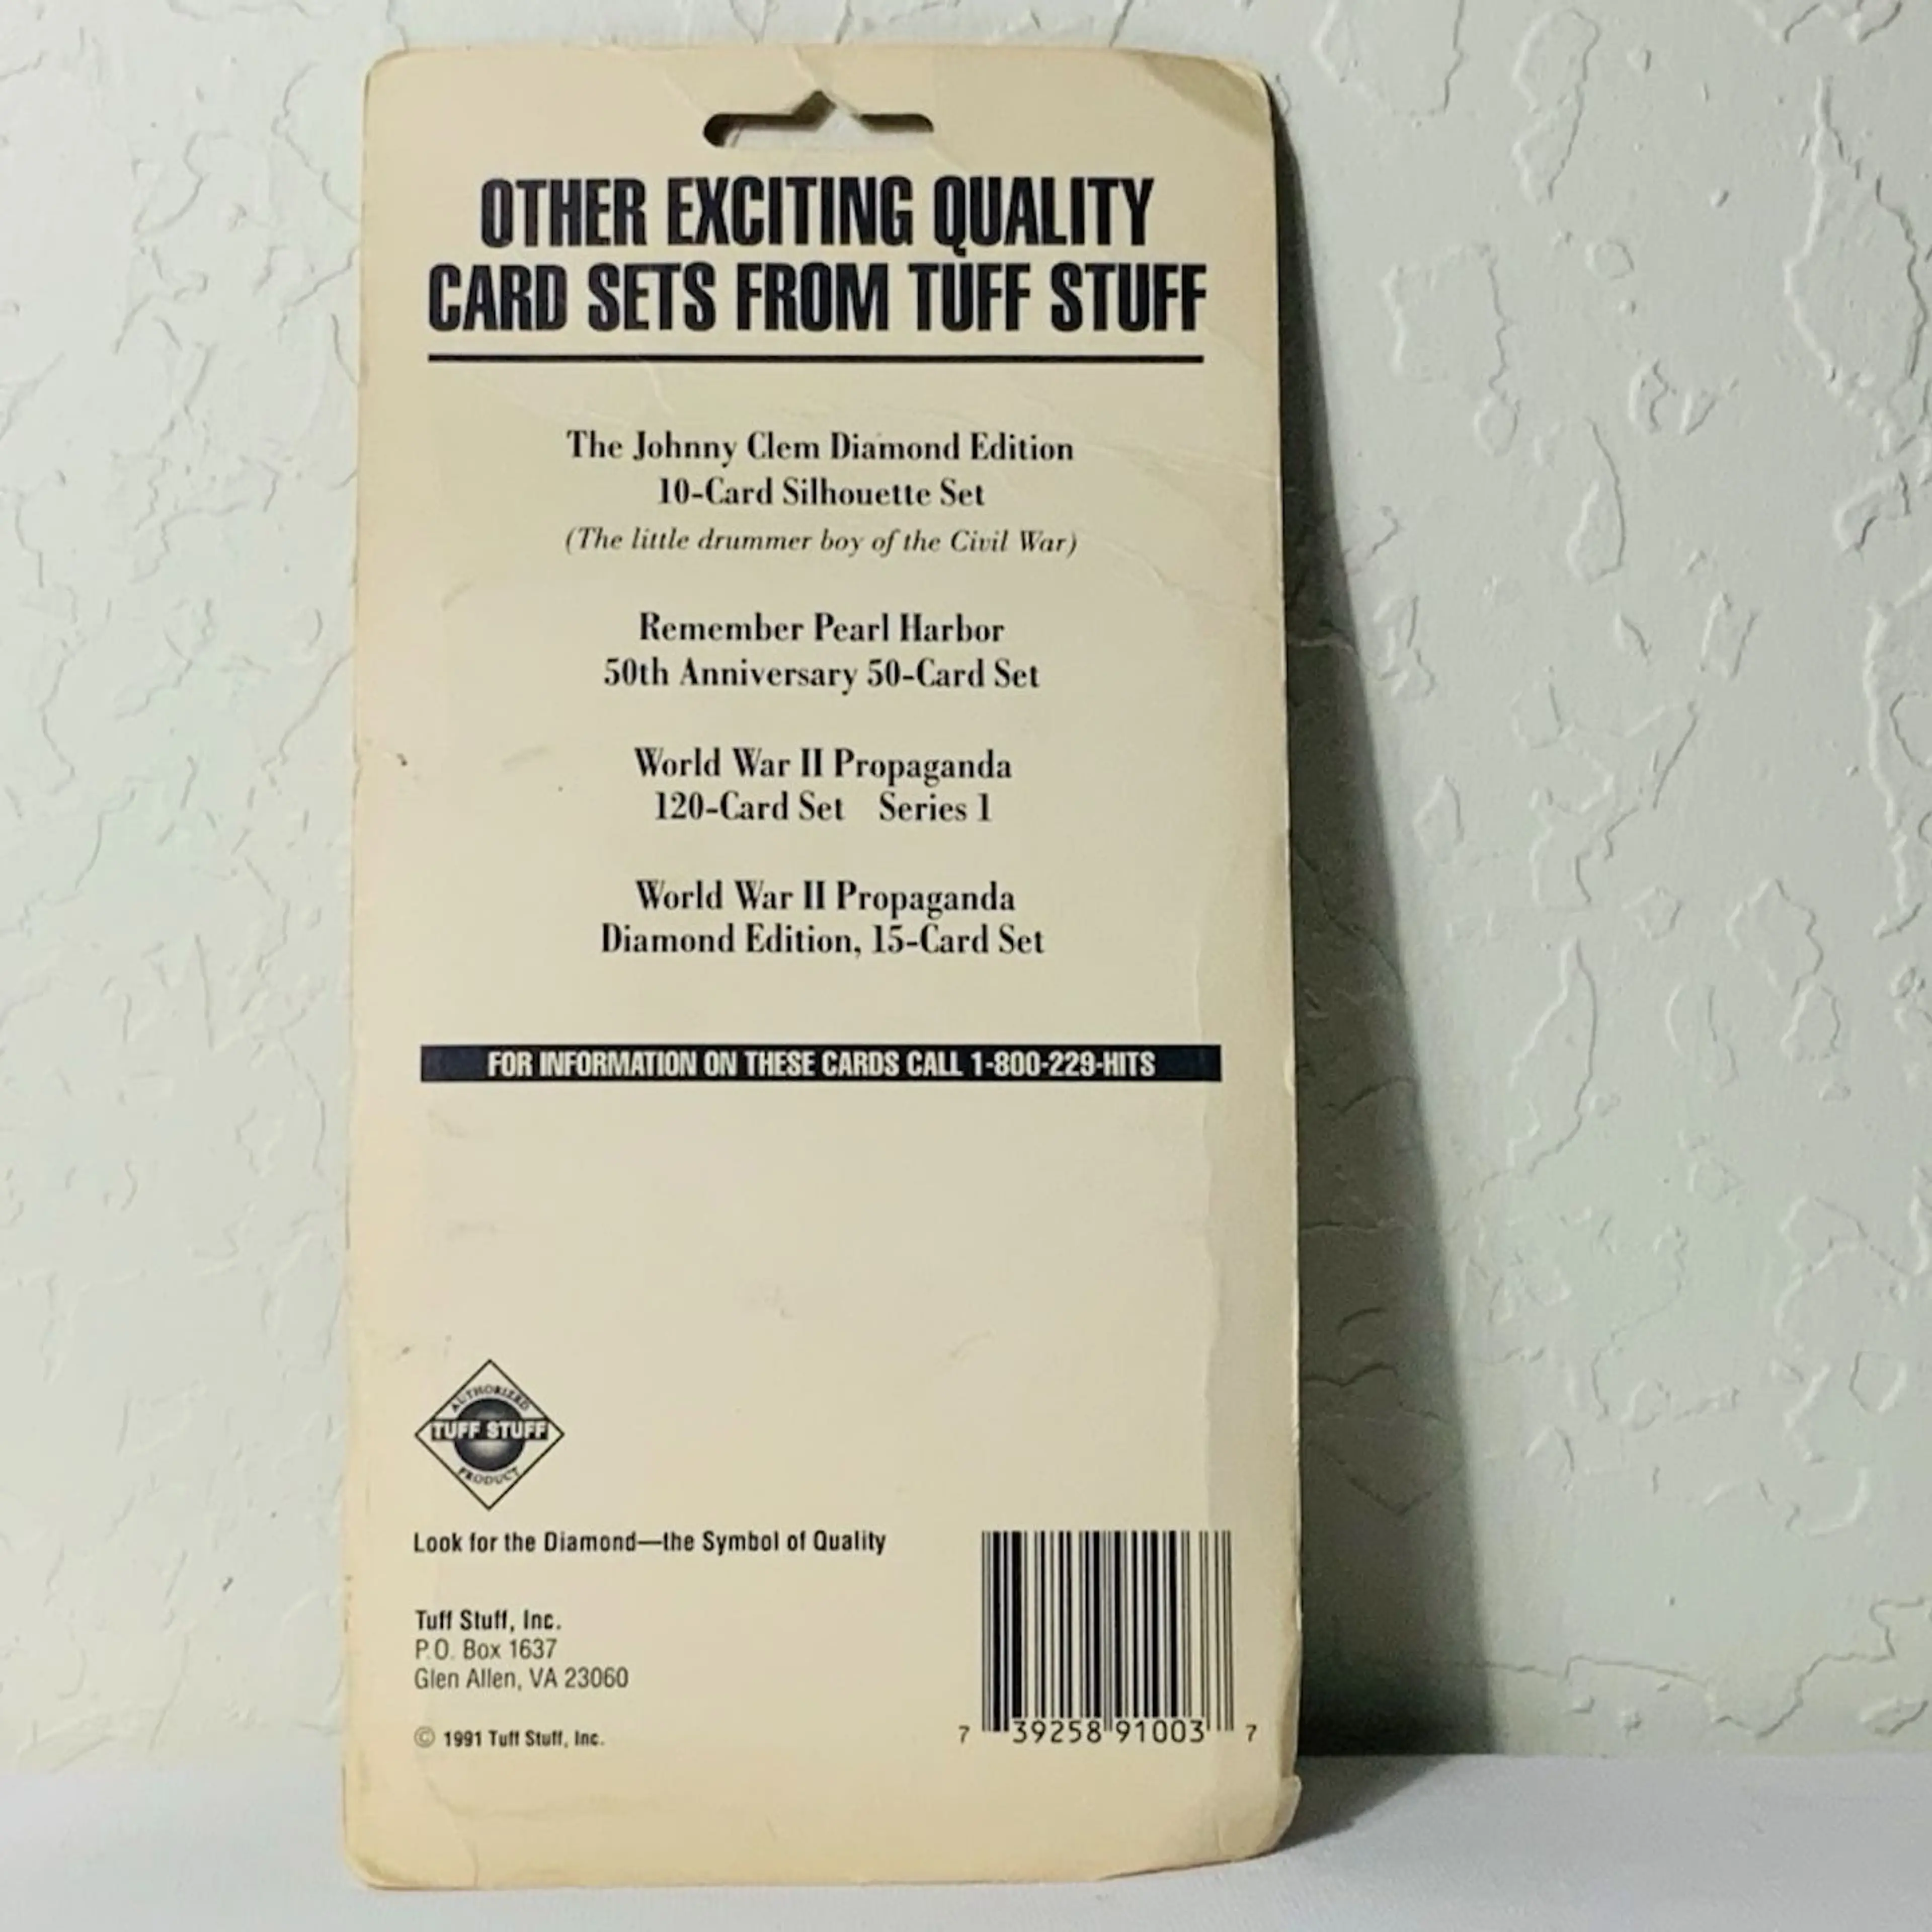 OTHER EXCITING QUALITY
CARD SETS FROM TUFF STUFF
The Johnny Clem Diamond Edition
10-Card Silhouette Set
(The little drummer boy of the Civil War)
Remember Pearl Harbor
50th Anniversary 50-Card Set
World War II Propaganda
120-Card Set Series 1
World War II Propaganda
Diamond Edition, 15-Card Set
FOR INFORMATION ON THESE CARDS CALL 1-800-229-HITS
AUTHORIZED
TUFF STUFF
PRODUCT
Look for the Diamond—the Symbol of Quality
Tuff Stuff, Inc.
P.O. Box 1637
Glen Allen, VA 23060
© 1991 Tuff Stuff, Inc.
7 39258 91003 7